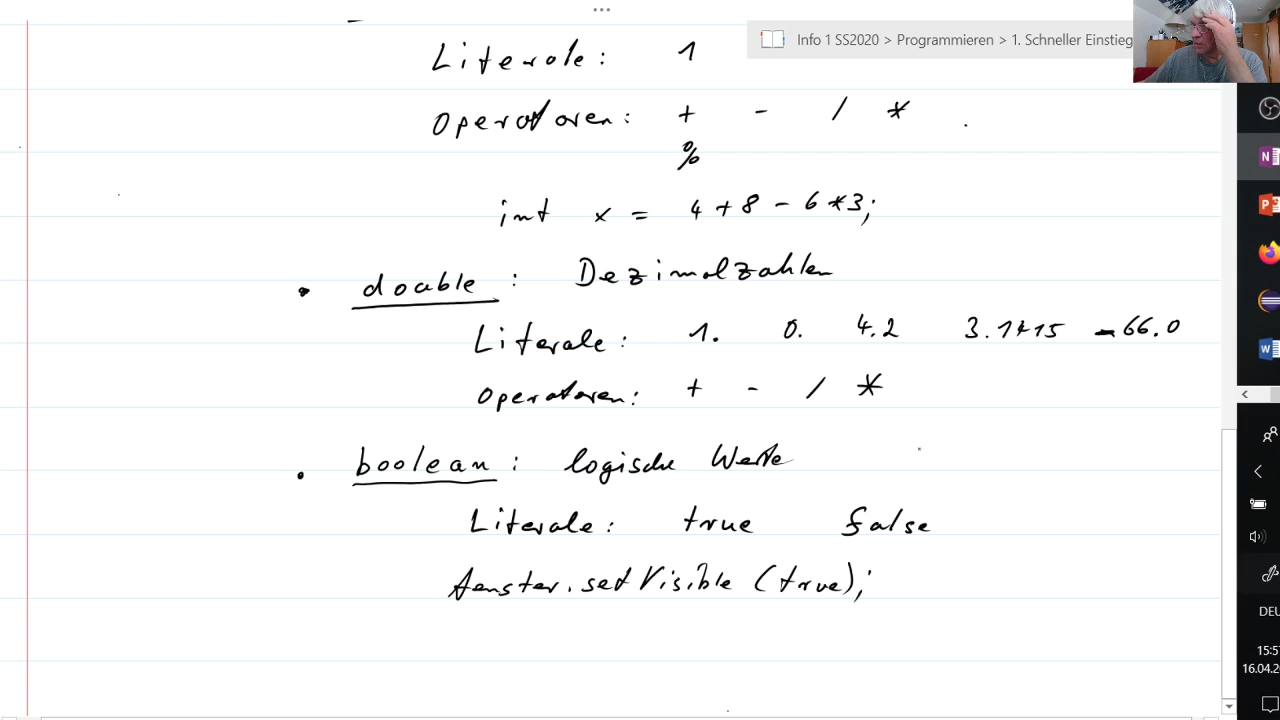 Info 1 SS2020 > Programmieren > 1. Schneller Einstieg
Literale: 1
Operatoren: + - / *
%
int x = 4+8 - 6*3;
• double : Dezimalzahlen
Literale: 1. 0. 4.2 3.1415 -66.0
Operatoren: + - / *
• boolean : logische Werte
Literale: true false
fenster.setVisible (true);
DEU
15:57
16.04.20